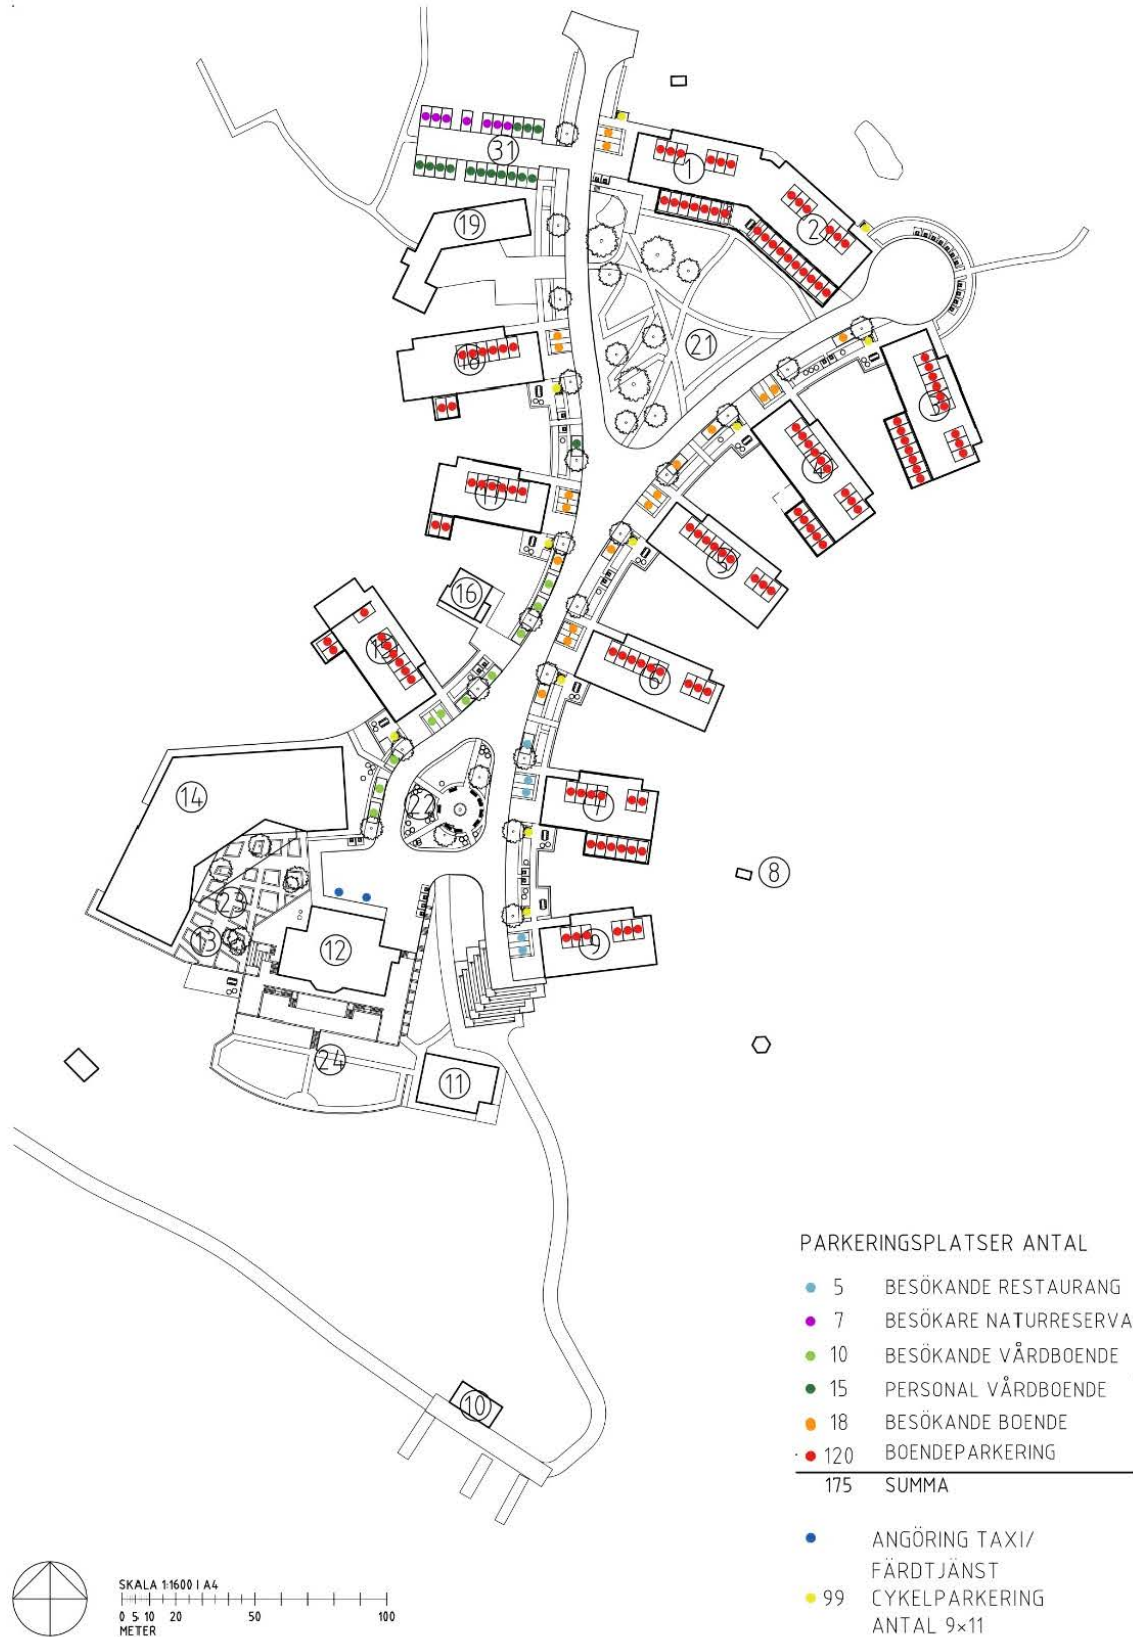 31
1
2
19
21
18
3
4
17
5
16
15
6
14
22
7
8
23
13
12
9
24
11
10
PARKERINGSPLATSER ANTAL
5 BESÖKANDE RESTAURANG
7 BESÖKARE NATURRESERVA
10 BESÖKANDE VÅRDBOENDE
15 PERSONAL VÅRDBOENDE
18 BESÖKANDE BOENDE
120 BOENDEPARKERING
175 SUMMA
ANGÖRING TAXI/
FÄRDTJÄNST
99 CYKELPARKERING
ANTAL 9×11
SKALA 1:1600 I A4
0 5 10 20 50 100
METER